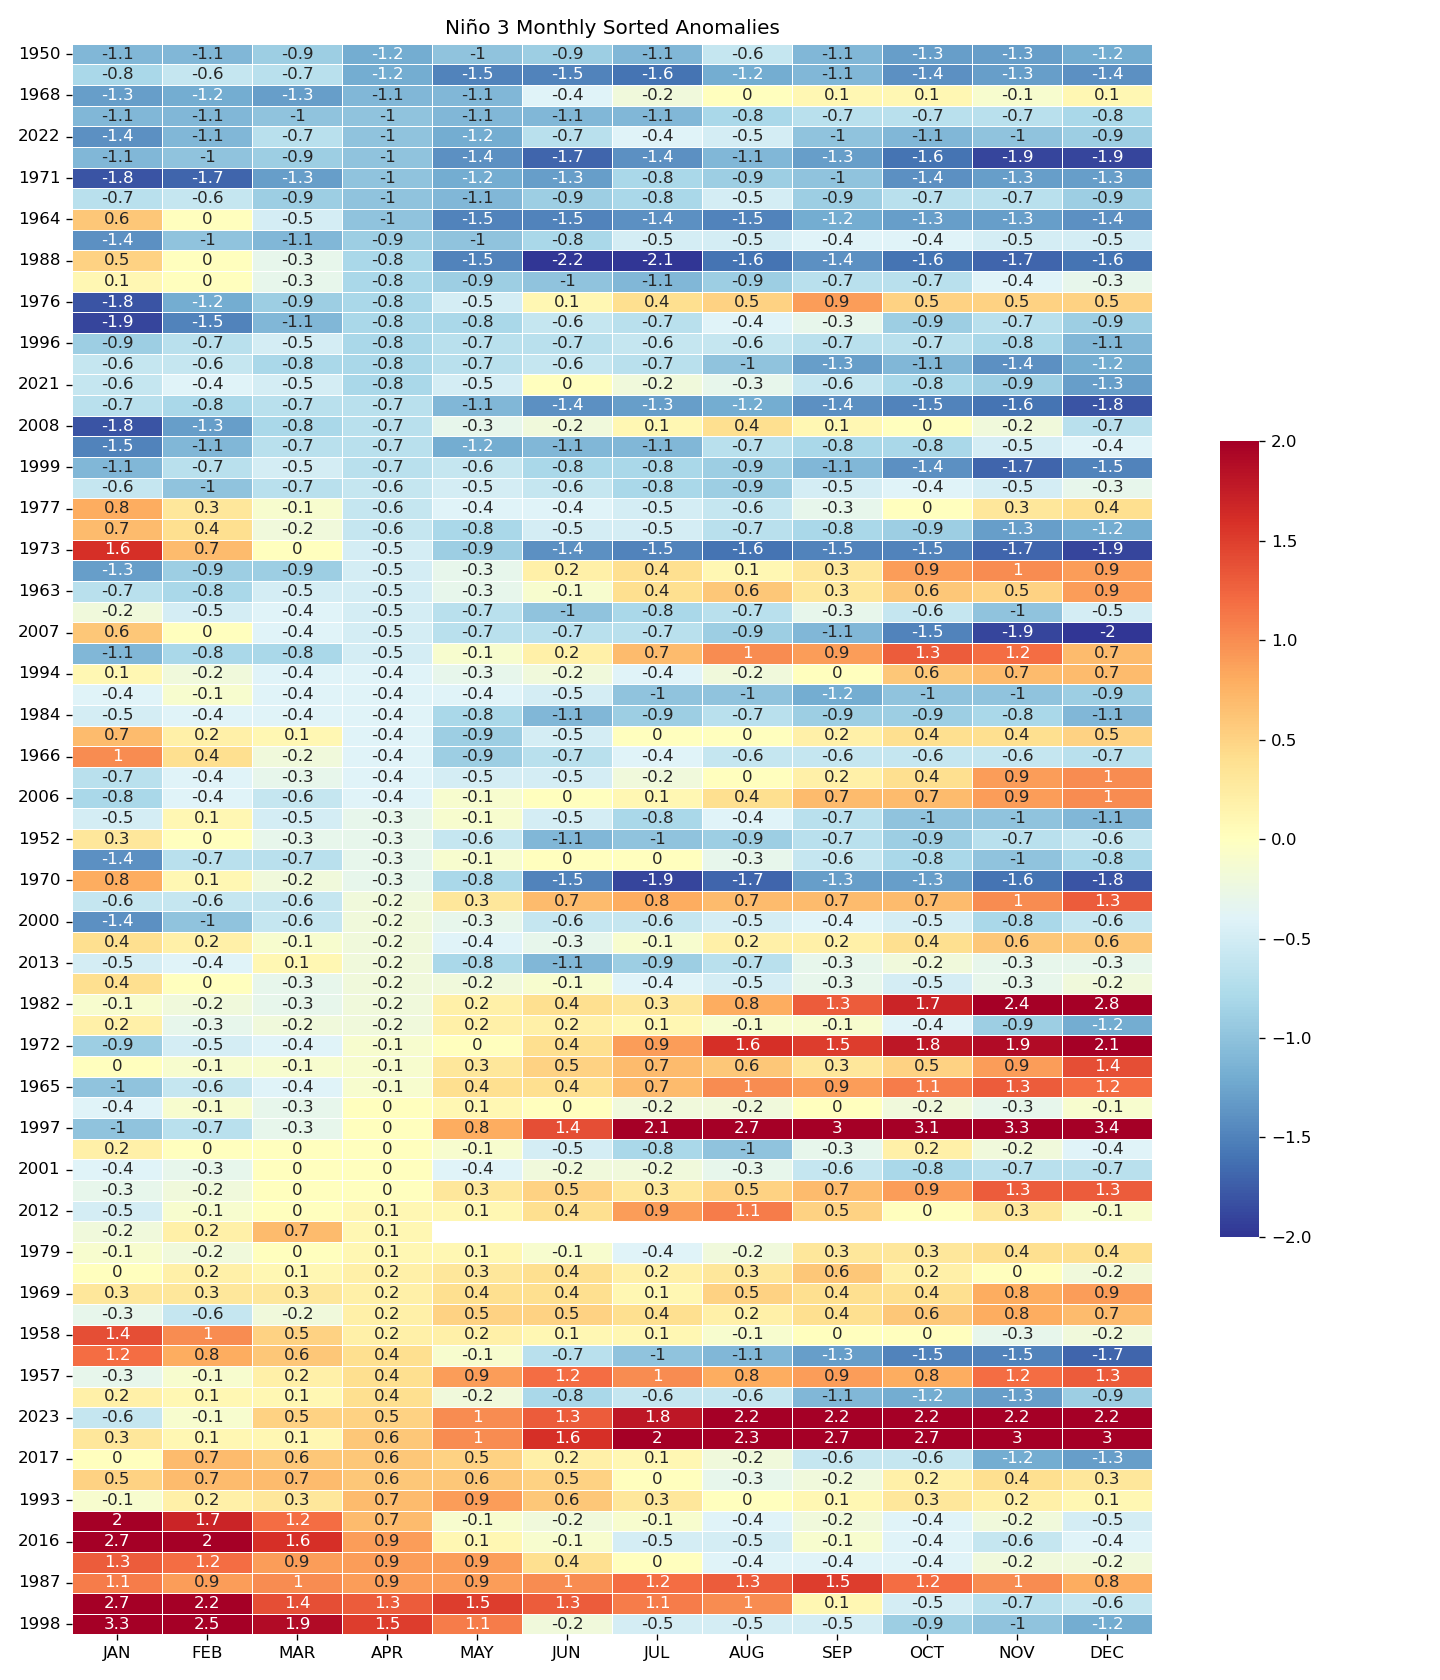 Niño 3 Monthly Sorted Anomalies
1950 -1.1 -1.1 -0.9 -1.2 -1 -0.9 -1.1 -0.6 -1.1 -1.3 -1.3 -1.2
-0.8 -0.6 -0.7 -1.2 -1.5 -1.5 -1.6 -1.2 -1.1 -1.4 -1.3 -1.4
1968 -1.3 -1.2 -1.3 -1.1 -1.1 -0.4 -0.2 0 0.1 0.1 -0.1 0.1
-1.1 -1.1 -1 -1 -1.1 -1.1 -1.1 -0.8 -0.7 -0.7 -0.7 -0.8
2022 -1.4 -1.1 -0.7 -1 -1.2 -0.7 -0.4 -0.5 -1 -1.1 -1 -0.9
-1.1 -1 -0.9 -1 -1.4 -1.7 -1.4 -1.1 -1.3 -1.6 -1.9 -1.9
1971 -1.8 -1.7 -1.3 -1 -1.2 -1.3 -0.8 -0.9 -1 -1.4 -1.3 -1.3
-0.7 -0.6 -0.9 -1 -1.1 -0.9 -0.8 -0.5 -0.9 -0.7 -0.7 -0.9
1964 0.6 0 -0.5 -1 -1.5 -1.5 -1.4 -1.5 -1.2 -1.3 -1.3 -1.4
-1.4 -1 -1.1 -0.9 -1 -0.8 -0.5 -0.5 -0.4 -0.4 -0.5 -0.5
1988 0.5 0 -0.3 -0.8 -1.5 -2.2 -2.1 -1.6 -1.4 -1.6 -1.7 -1.6
0.1 0 -0.3 -0.8 -0.9 -1 -1.1 -0.9 -0.7 -0.7 -0.4 -0.3
1976 -1.8 -1.2 -0.9 -0.8 -0.5 0.1 0.4 0.5 0.9 0.5 0.5 0.5
-1.9 -1.5 -1.1 -0.8 -0.8 -0.6 -0.7 -0.4 -0.3 -0.9 -0.7 -0.9
1996 -0.9 -0.7 -0.5 -0.8 -0.7 -0.7 -0.6 -0.6 -0.7 -0.7 -0.8 -1.1
-0.6 -0.6 -0.8 -0.8 -0.7 -0.6 -0.7 -1 -1.3 -1.1 -1.4 -1.2
2021 -0.6 -0.4 -0.5 -0.8 -0.5 0 -0.2 -0.3 -0.6 -0.8 -0.9 -1.3
-0.7 -0.8 -0.7 -0.7 -1.1 -1.4 -1.3 -1.2 -1.4 -1.5 -1.6 -1.8
2008 -1.8 -1.3 -0.8 -0.7 -0.3 -0.2 0.1 0.4 0.1 0 -0.2 -0.7
-1.5 -1.1 -0.7 -0.7 -1.2 -1.1 -1.1 -0.7 -0.8 -0.8 -0.5 -0.4
1999 -1.1 -0.7 -0.5 -0.7 -0.6 -0.8 -0.8 -0.9 -1.1 -1.4 -1.7 -1.5
-0.6 -1 -0.7 -0.6 -0.5 -0.6 -0.8 -0.9 -0.5 -0.4 -0.5 -0.3
1977 0.8 0.3 -0.1 -0.6 -0.4 -0.4 -0.5 -0.6 -0.3 0 0.3 0.4
0.7 0.4 -0.2 -0.6 -0.8 -0.5 -0.5 -0.7 -0.8 -0.9 -1.3 -1.2
1973 1.6 0.7 0 -0.5 -0.9 -1.4 -1.5 -1.6 -1.5 -1.5 -1.7 -1.9
-1.3 -0.9 -0.9 -0.5 -0.3 0.2 0.4 0.1 0.3 0.9 1 0.9
1963 -0.7 -0.8 -0.5 -0.5 -0.3 -0.1 0.4 0.6 0.3 0.6 0.5 0.9
-0.2 -0.5 -0.4 -0.5 -0.7 -1 -0.8 -0.7 -0.3 -0.6 -1 -0.5
2007 0.6 0 -0.4 -0.5 -0.7 -0.7 -0.7 -0.9 -1.1 -1.5 -1.9 -2
-1.1 -0.8 -0.8 -0.5 -0.1 0.2 0.7 1 0.9 1.3 1.2 0.7
1994 0.1 -0.2 -0.4 -0.4 -0.3 -0.2 -0.4 -0.2 0 0.6 0.7 0.7
-0.4 -0.1 -0.4 -0.4 -0.4 -0.5 -1 -1 -1.2 -1 -1 -0.9
1984 -0.5 -0.4 -0.4 -0.4 -0.8 -1.1 -0.9 -0.7 -0.9 -0.9 -0.8 -1.1
0.7 0.2 0.1 -0.4 -0.9 -0.5 0 0 0.2 0.4 0.4 0.5
1966 1 0.4 -0.2 -0.4 -0.9 -0.7 -0.4 -0.6 -0.6 -0.6 -0.6 -0.7
-0.7 -0.4 -0.3 -0.4 -0.5 -0.5 -0.2 0 0.2 0.4 0.9 1
2006 -0.8 -0.4 -0.6 -0.4 -0.1 0 0.1 0.4 0.7 0.7 0.9 1
-0.5 0.1 -0.5 -0.3 -0.1 -0.5 -0.8 -0.4 -0.7 -1 -1 -1.1
1952 0.3 0 -0.3 -0.3 -0.6 -1.1 -1 -0.9 -0.7 -0.9 -0.7 -0.6
-1.4 -0.7 -0.7 -0.3 -0.1 0 0 -0.3 -0.6 -0.8 -1 -0.8
1970 0.8 0.1 -0.2 -0.3 -0.8 -1.5 -1.9 -1.7 -1.3 -1.3 -1.6 -1.8
-0.6 -0.6 -0.6 -0.2 0.3 0.7 0.8 0.7 0.7 0.7 1 1.3
2000 -1.4 -1 -0.6 -0.2 -0.3 -0.6 -0.6 -0.5 -0.4 -0.5 -0.8 -0.6
0.4 0.2 -0.1 -0.2 -0.4 -0.3 -0.1 0.2 0.2 0.4 0.6 0.6
2013 -0.5 -0.4 0.1 -0.2 -0.8 -1.1 -0.9 -0.7 -0.3 -0.2 -0.3 -0.3
0.4 0 -0.3 -0.2 -0.2 -0.1 -0.4 -0.5 -0.3 -0.5 -0.3 -0.2
1982 -0.1 -0.2 -0.3 -0.2 0.2 0.4 0.3 0.8 1.3 1.7 2.4 2.8
0.2 -0.3 -0.2 -0.2 0.2 0.2 0.1 -0.1 -0.1 -0.4 -0.9 -1.2
1972 -0.9 -0.5 -0.4 -0.1 0 0.4 0.9 1.6 1.5 1.8 1.9 2.1
0 -0.1 -0.1 -0.1 0.3 0.5 0.7 0.6 0.3 0.5 0.9 1.4
1965 -1 -0.6 -0.4 -0.1 0.4 0.4 0.7 1 0.9 1.1 1.3 1.2
-0.4 -0.1 -0.3 0 0.1 0 -0.2 -0.2 0 -0.2 -0.3 -0.1
1997 -1 -0.7 -0.3 0 0.8 1.4 2.1 2.7 3 3.1 3.3 3.4
0.2 0 0 0 -0.1 -0.5 -0.8 -1 -0.3 0.2 -0.2 -0.4
2001 -0.4 -0.3 0 0 -0.4 -0.2 -0.2 -0.3 -0.6 -0.8 -0.7 -0.7
-0.3 -0.2 0 0 0.3 0.5 0.3 0.5 0.7 0.9 1.3 1.3
2012 -0.5 -0.1 0 0.1 0.1 0.4 0.9 1.1 0.5 0 0.3 -0.1
-0.2 0.2 0.7 0.1
1979 -0.1 -0.2 0 0.1 0.1 -0.1 -0.4 -0.2 0.3 0.3 0.4 0.4
0 0.2 0.1 0.2 0.3 0.4 0.2 0.3 0.6 0.2 0 -0.2
1969 0.3 0.3 0.3 0.2 0.4 0.4 0.1 0.5 0.4 0.4 0.8 0.9
-0.3 -0.6 -0.2 0.2 0.5 0.5 0.4 0.2 0.4 0.6 0.8 0.7
1958 1.4 1 0.5 0.2 0.2 0.1 0.1 -0.1 0 0 -0.3 -0.2
1.2 0.8 0.6 0.4 -0.1 -0.7 -1 -1.1 -1.3 -1.5 -1.5 -1.7
1957 -0.3 -0.1 0.2 0.4 0.9 1.2 1 0.8 0.9 0.8 1.2 1.3
0.2 0.1 0.1 0.4 -0.2 -0.8 -0.6 -0.6 -1.1 -1.2 -1.3 -0.9
2023 -0.6 -0.1 0.5 0.5 1 1.3 1.8 2.2 2.2 2.2 2.2 2.2
0.3 0.1 0.1 0.6 1 1.6 2 2.3 2.7 2.7 3 3
2017 0 0.7 0.6 0.6 0.5 0.2 0.1 -0.2 -0.6 -0.6 -1.2 -1.3
0.5 0.7 0.7 0.6 0.6 0.5 0 -0.3 -0.2 0.2 0.4 0.3
1993 -0.1 0.2 0.3 0.7 0.9 0.6 0.3 0 0.1 0.3 0.2 0.1
2 1.7 1.2 0.7 -0.1 -0.2 -0.1 -0.4 -0.2 -0.4 -0.2 -0.5
2016 2.7 2 1.6 0.9 0.1 -0.1 -0.5 -0.5 -0.1 -0.4 -0.6 -0.4
1.3 1.2 0.9 0.9 0.9 0.4 0 -0.4 -0.4 -0.4 -0.2 -0.2
1987 1.1 0.9 1 0.9 0.9 1 1.2 1.3 1.5 1.2 1 0.8
2.7 2.2 1.4 1.3 1.5 1.3 1.1 1 0.1 -0.5 -0.7 -0.6
1998 3.3 2.5 1.9 1.5 1.1 -0.2 -0.5 -0.5 -0.5 -0.9 -1 -1.2
JAN FEB MAR APR MAY JUN JUL AUG SEP OCT NOV DEC
2.0
1.5
1.0
0.5
0.0
−0.5
−1.0
−1.5
−2.0